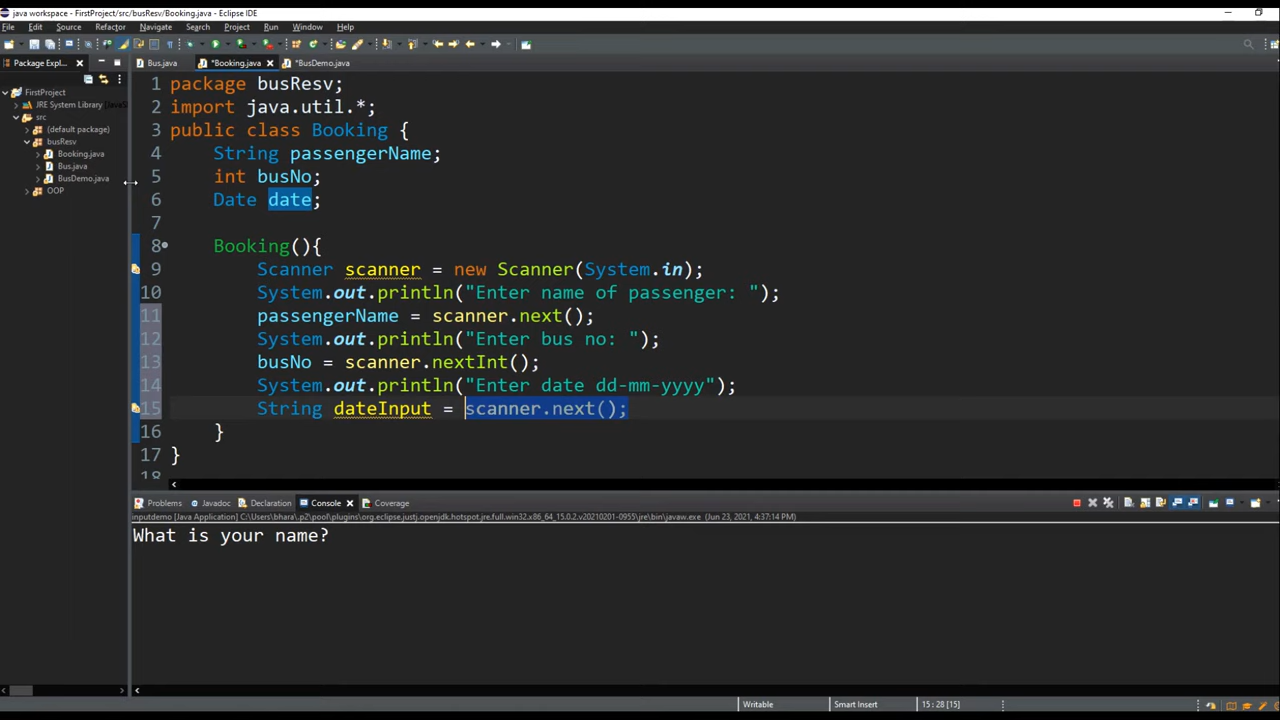 java workspace - FirstProject/src/busResv/Booking.java - Eclipse IDE
File Edit Source Refactor Navigate Search Project Run Window Help
Package Expl
Bus.java *Booking.java *BusDemo.java
FirstProject
JRE System Library [JavaS
src
(default package)
busResv
Booking.java
Bus.java
BusDemo.java
OOP
1 package busResv;
2 import java.util.*;
3 public class Booking {
4 String passengerName;
5 int busNo;
6 Date date;
7
8 Booking(){
9 Scanner scanner = new Scanner(System.in);
10 System.out.println("Enter name of passenger: ");
11 passengerName = scanner.next();
12 System.out.println("Enter bus no: ");
13 busNo = scanner.nextInt();
14 System.out.println("Enter date dd-mm-yyyy");
15 String dateInput = scanner.next();
16 }
17 }
18
Problems Javadoc Declaration Console Coverage
inputdemo [Java Application] C:\Users\bhara\.p2\pool\plugins\org.eclipse.justj.openjdk.hotspot.jre.full.win32.x86_64_15.0.2.v20210201-0955\jre\bin\javaw.exe (Jun 23, 2021, 4:37:14 PM)
What is your name?
Writable Smart Insert 15 : 28 [15]